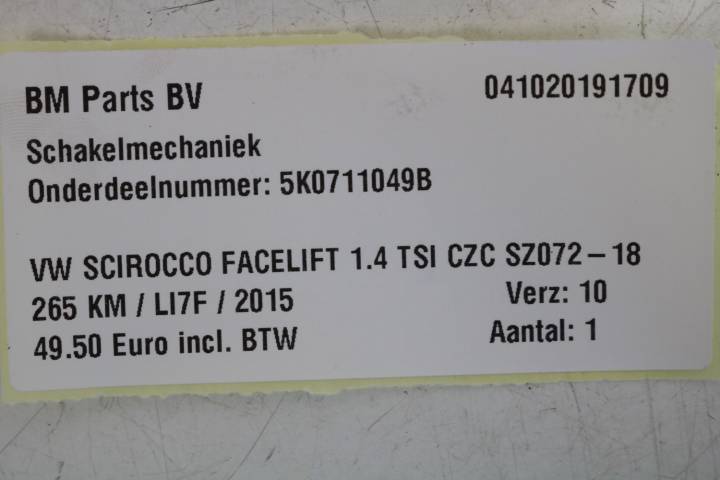 BM Parts BV 041020191709
Schakelmechaniek
Onderdeelnummer: 5K0711049B
VW SCIROCCO FACELIFT 1.4 TSI CZC SZ072-18
265 KM / LI7F / 2015 Verz: 10
49.50 Euro incl. BTW Aantal: 1